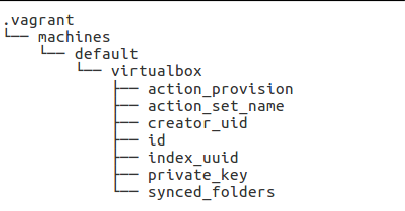 .vagrant
└── machines
    └── default
        └── virtualbox
            ├── action_provision
            ├── action_set_name
            ├── creator_uid
            ├── id
            ├── index_uuid
            ├── private_key
            └── synced_folders